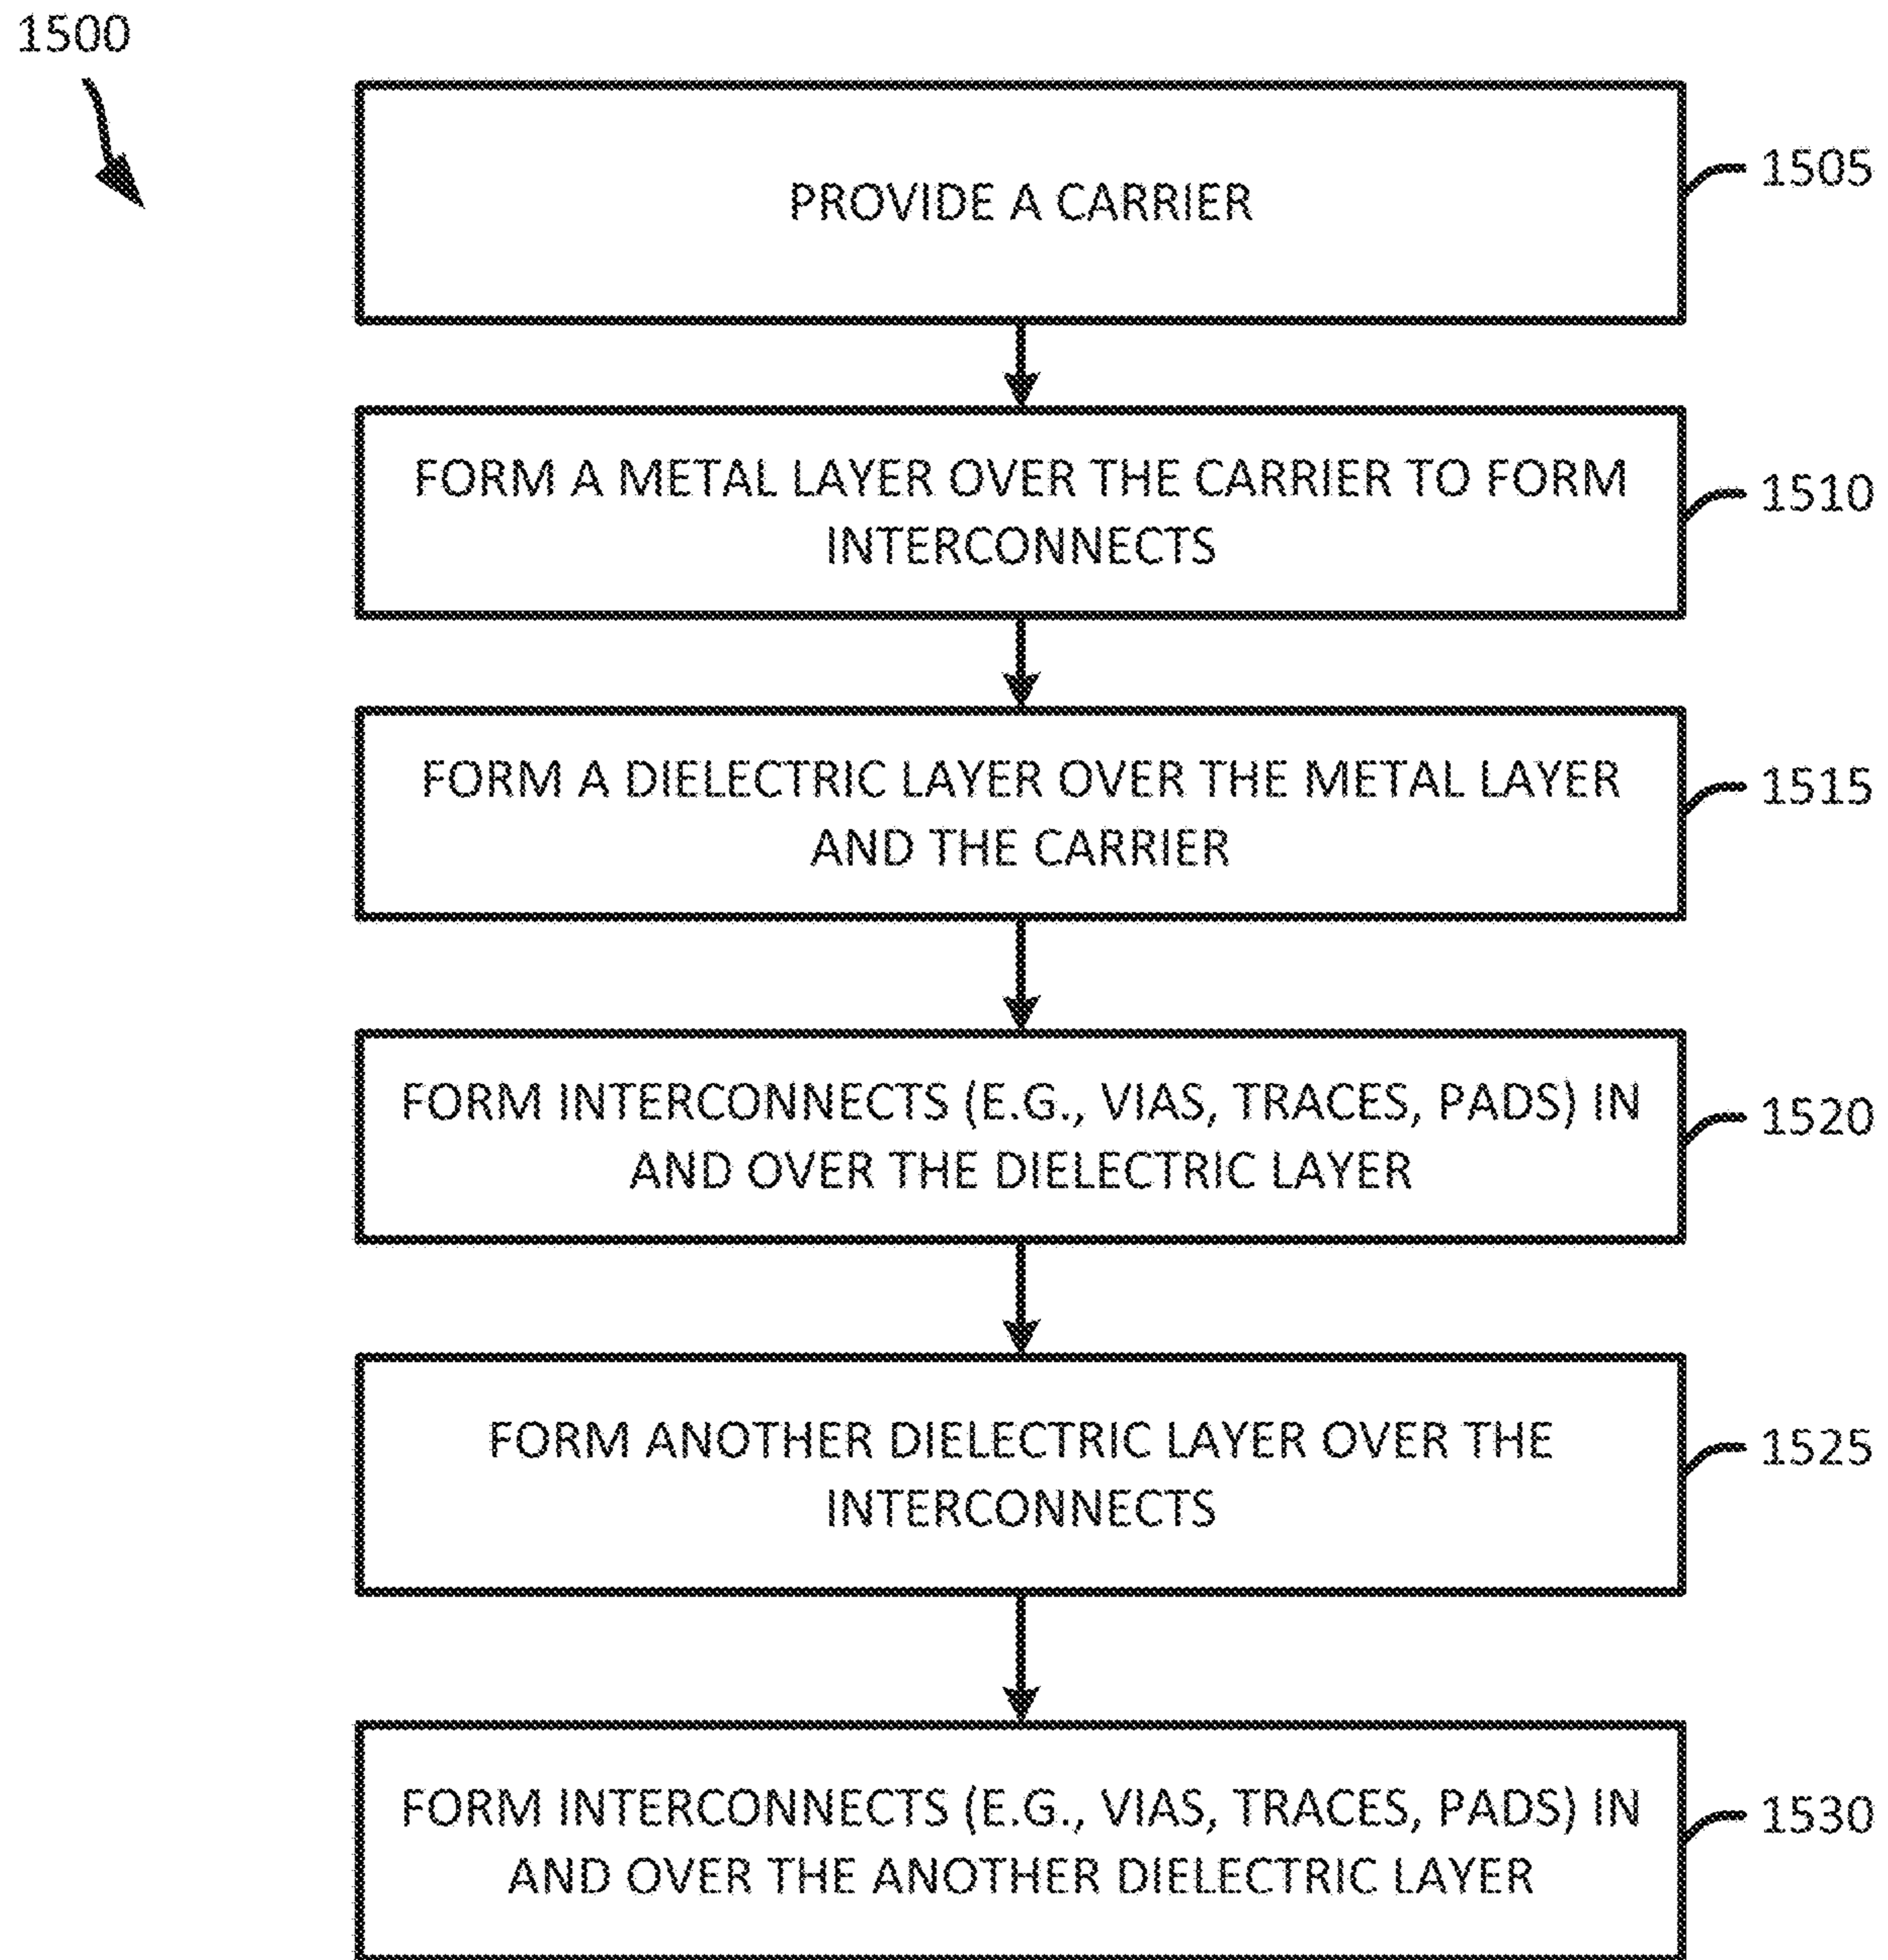 1500
PROVIDE A CARRIER
1505
FORM A METAL LAYER OVER THE CARRIER TO FORM
INTERCONNECTS
1510
FORM A DIELECTRIC LAYER OVER THE METAL LAYER
AND THE CARRIER
1515
FORM INTERCONNECTS (E.G., VIAS, TRACES, PADS) IN
AND OVER THE DIELECTRIC LAYER
1520
FORM ANOTHER DIELECTRIC LAYER OVER THE
INTERCONNECTS
1525
FORM INTERCONNECTS (E.G., VIAS, TRACES, PADS) IN
AND OVER THE ANOTHER DIELECTRIC LAYER
1530